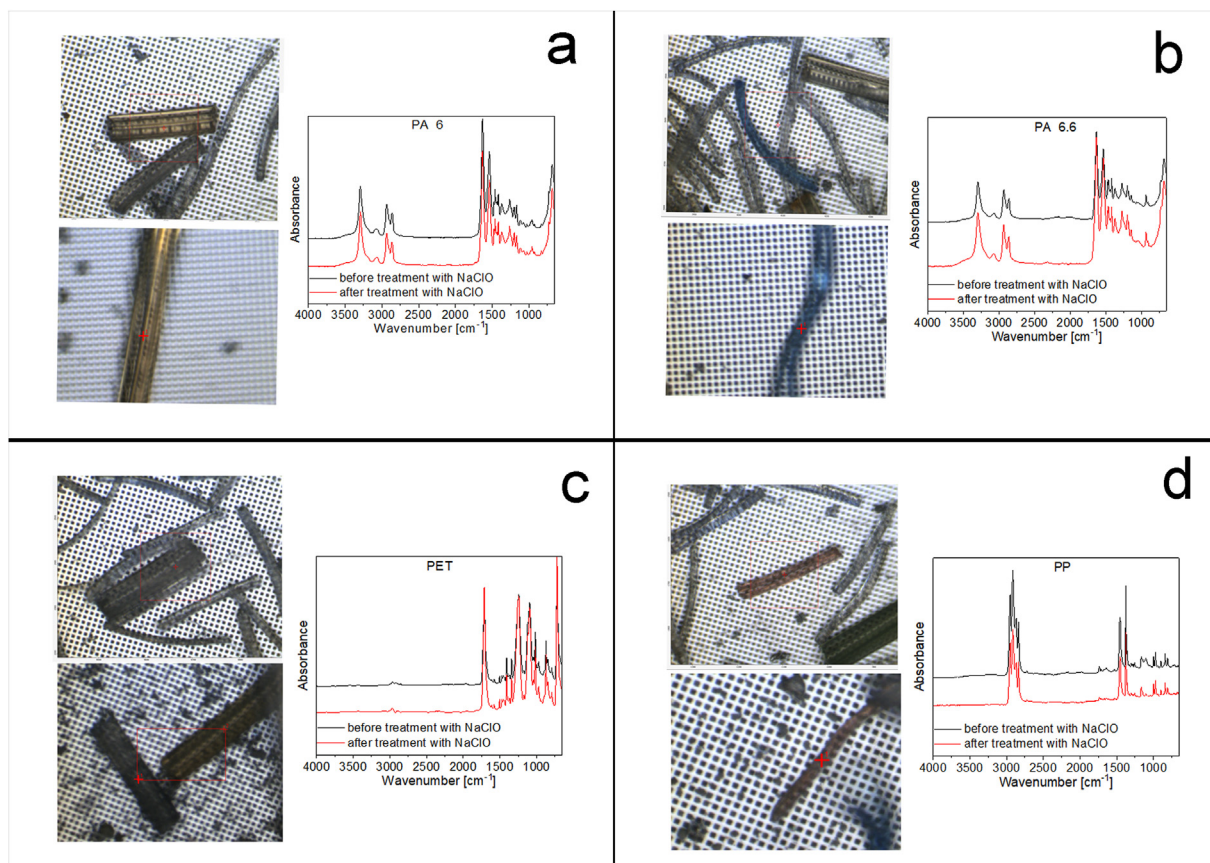 a
PA 6
Absorbance
before treatment with NaClO
after treatment with NaClO
4000 3500 3000 2500 2000 1500 1000
Wavenumber [cm⁻¹]
b
PA 6.6
Absorbance
before treatment with NaClO
after treatment with NaClO
4000 3500 3000 2500 2000 1500 1000
Wavenumber [cm⁻¹]
c
PET
Absorbance
before treatment with NaClO
after treatment with NaClO
4000 3500 3000 2500 2000 1500 1000
Wavenumber [cm⁻¹]
d
PP
Absorbance
before treatment with NaClO
after treatment with NaClO
4000 3500 3000 2500 2000 1500 1000
Wavenumber [cm⁻¹]